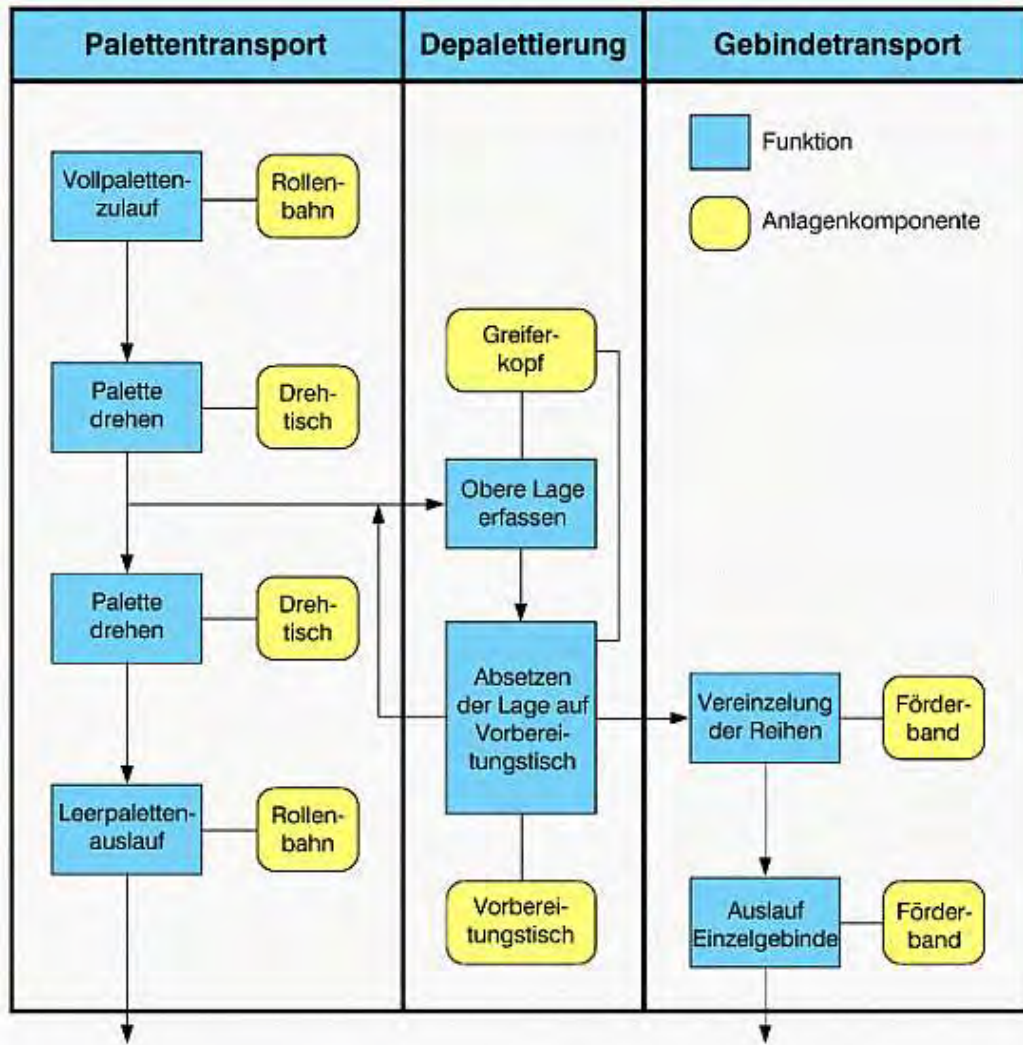 Palettentransport
Depalettierung
Gebindetransport
Funktion
Anlagenkomponente
Vollpaletten-
zulauf
Rollen-
bahn
Palette
drehen
Dreh-
tisch
Palette
drehen
Dreh-
tisch
Leerpaletten-
auslauf
Rollen-
bahn
Greifer-
kopf
Obere Lage
erfassen
Absetzen
der Lage auf
Vorberei-
tungstisch
Vorberei-
tungstisch
Vereinzelung
der Reihen
Förder-
band
Auslauf
Einzelgebinde
Förder-
band